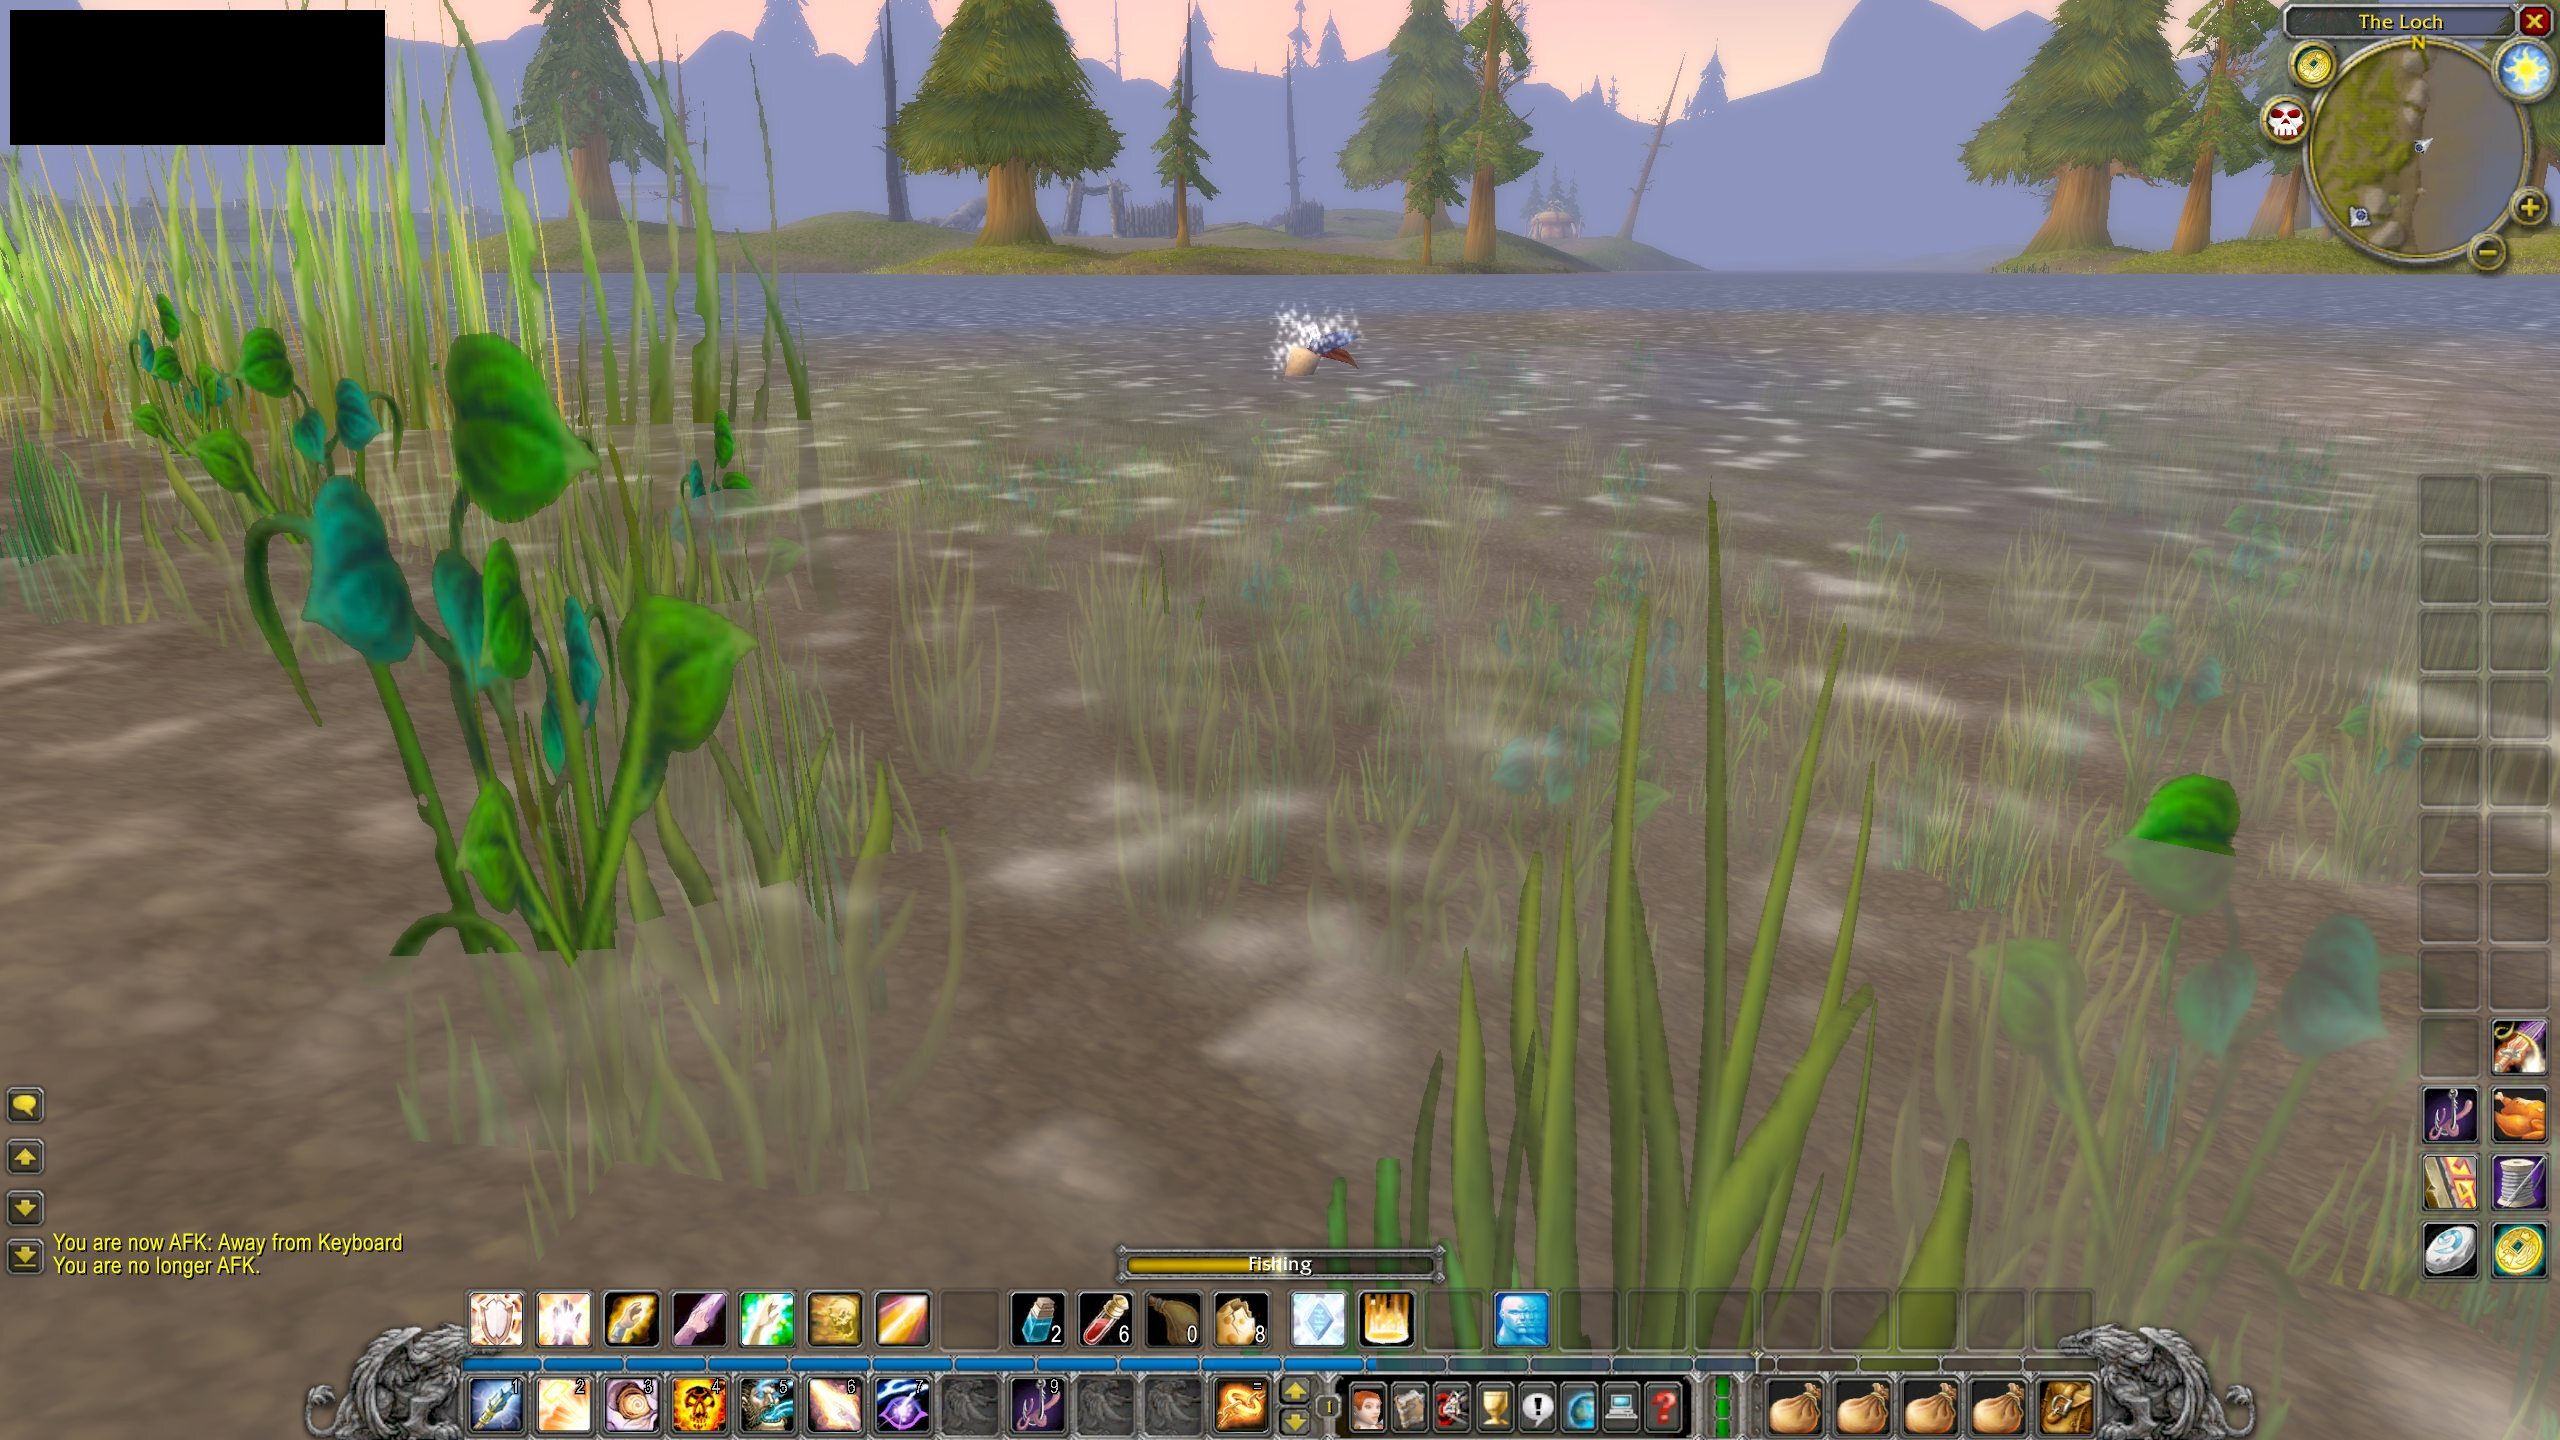 The Loch
N
You are now AFK: Away from Keyboard
You are no longer AFK.
Fishing
2 6 0 8
1 2 3 4 5 6 7 9 = 1